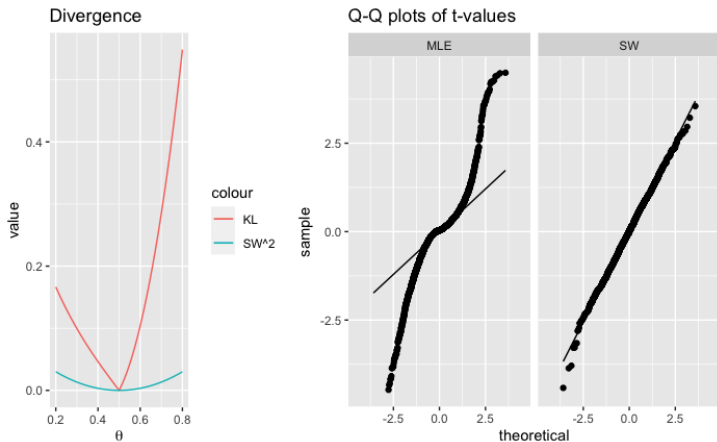 Divergence
value
0.4
0.2
0.0
0.2
0.4
0.6
0.8
θ
colour
KL
SW^2
Q-Q plots of t-values
MLE
SW
sample
2.5
0.0
-2.5
-2.5
0.0
2.5
-2.5
0.0
2.5
theoretical